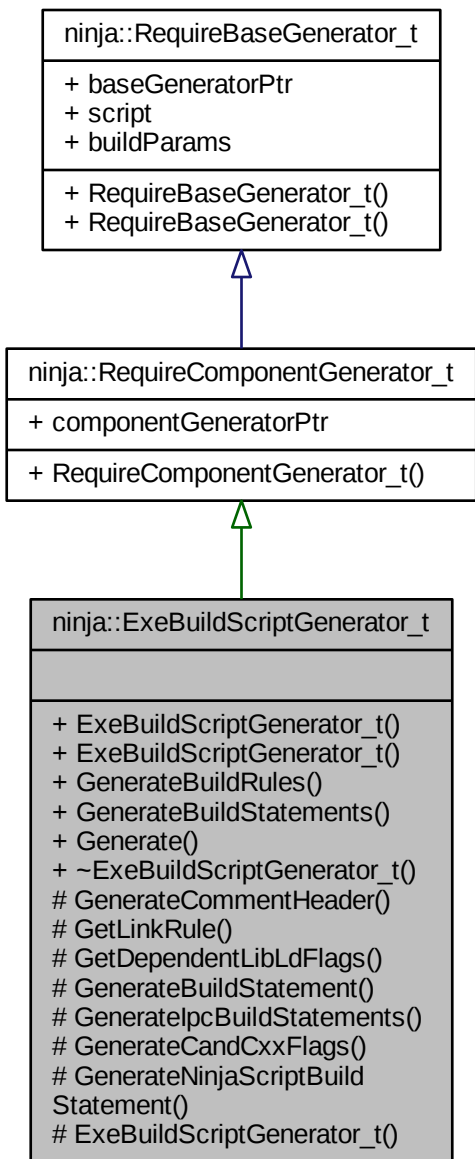 ninja::RequireBaseGenerator_t
+ baseGeneratorPtr
+ script
+ buildParams
+ RequireBaseGenerator_t()
+ RequireBaseGenerator_t()
ninja::RequireComponentGenerator_t
+ componentGeneratorPtr
+ RequireComponentGenerator_t()
ninja::ExeBuildScriptGenerator_t
+ ExeBuildScriptGenerator_t()
+ ExeBuildScriptGenerator_t()
+ GenerateBuildRules()
+ GenerateBuildStatements()
+ Generate()
+ ~ExeBuildScriptGenerator_t()
# GenerateCommentHeader()
# GetLinkRule()
# GetDependentLibLdFlags()
# GenerateBuildStatement()
# GenerateIpcBuildStatements()
# GenerateCandCxxFlags()
# GenerateNinjaScriptBuild
Statement()
# ExeBuildScriptGenerator_t()